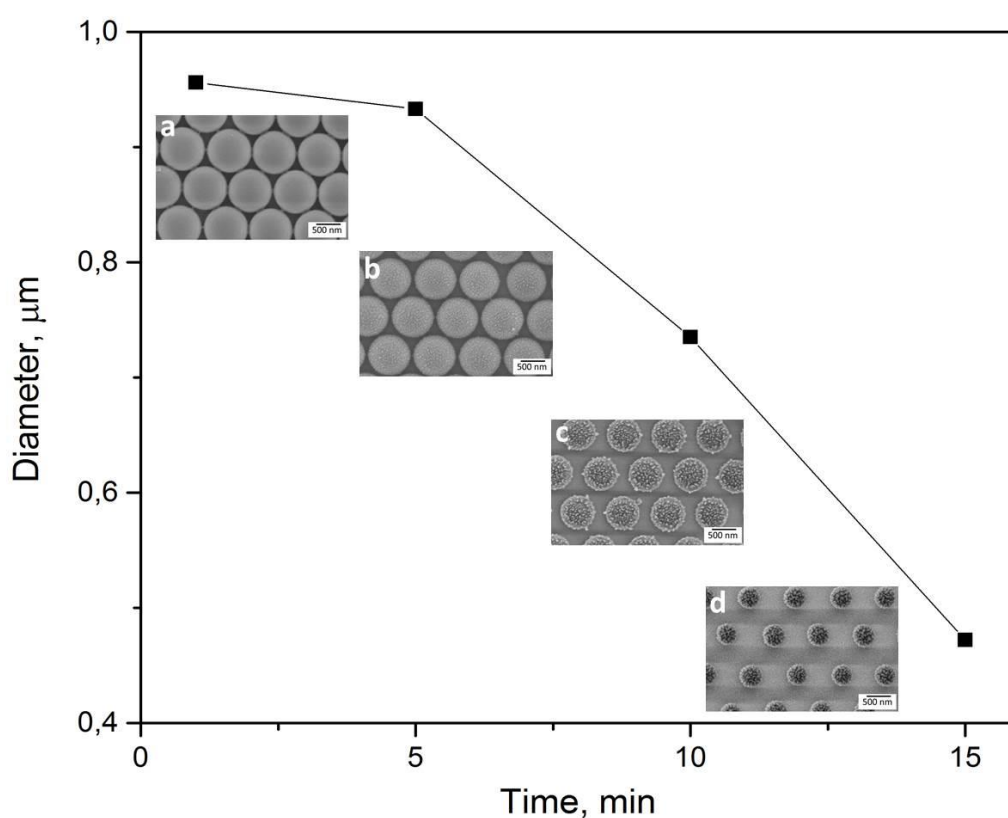 1,0
a
500 nm
0,8
b
500 nm
Diameter, μm
c
500 nm
0,6
d
500 nm
0,4
0 5 10 15
Time, min